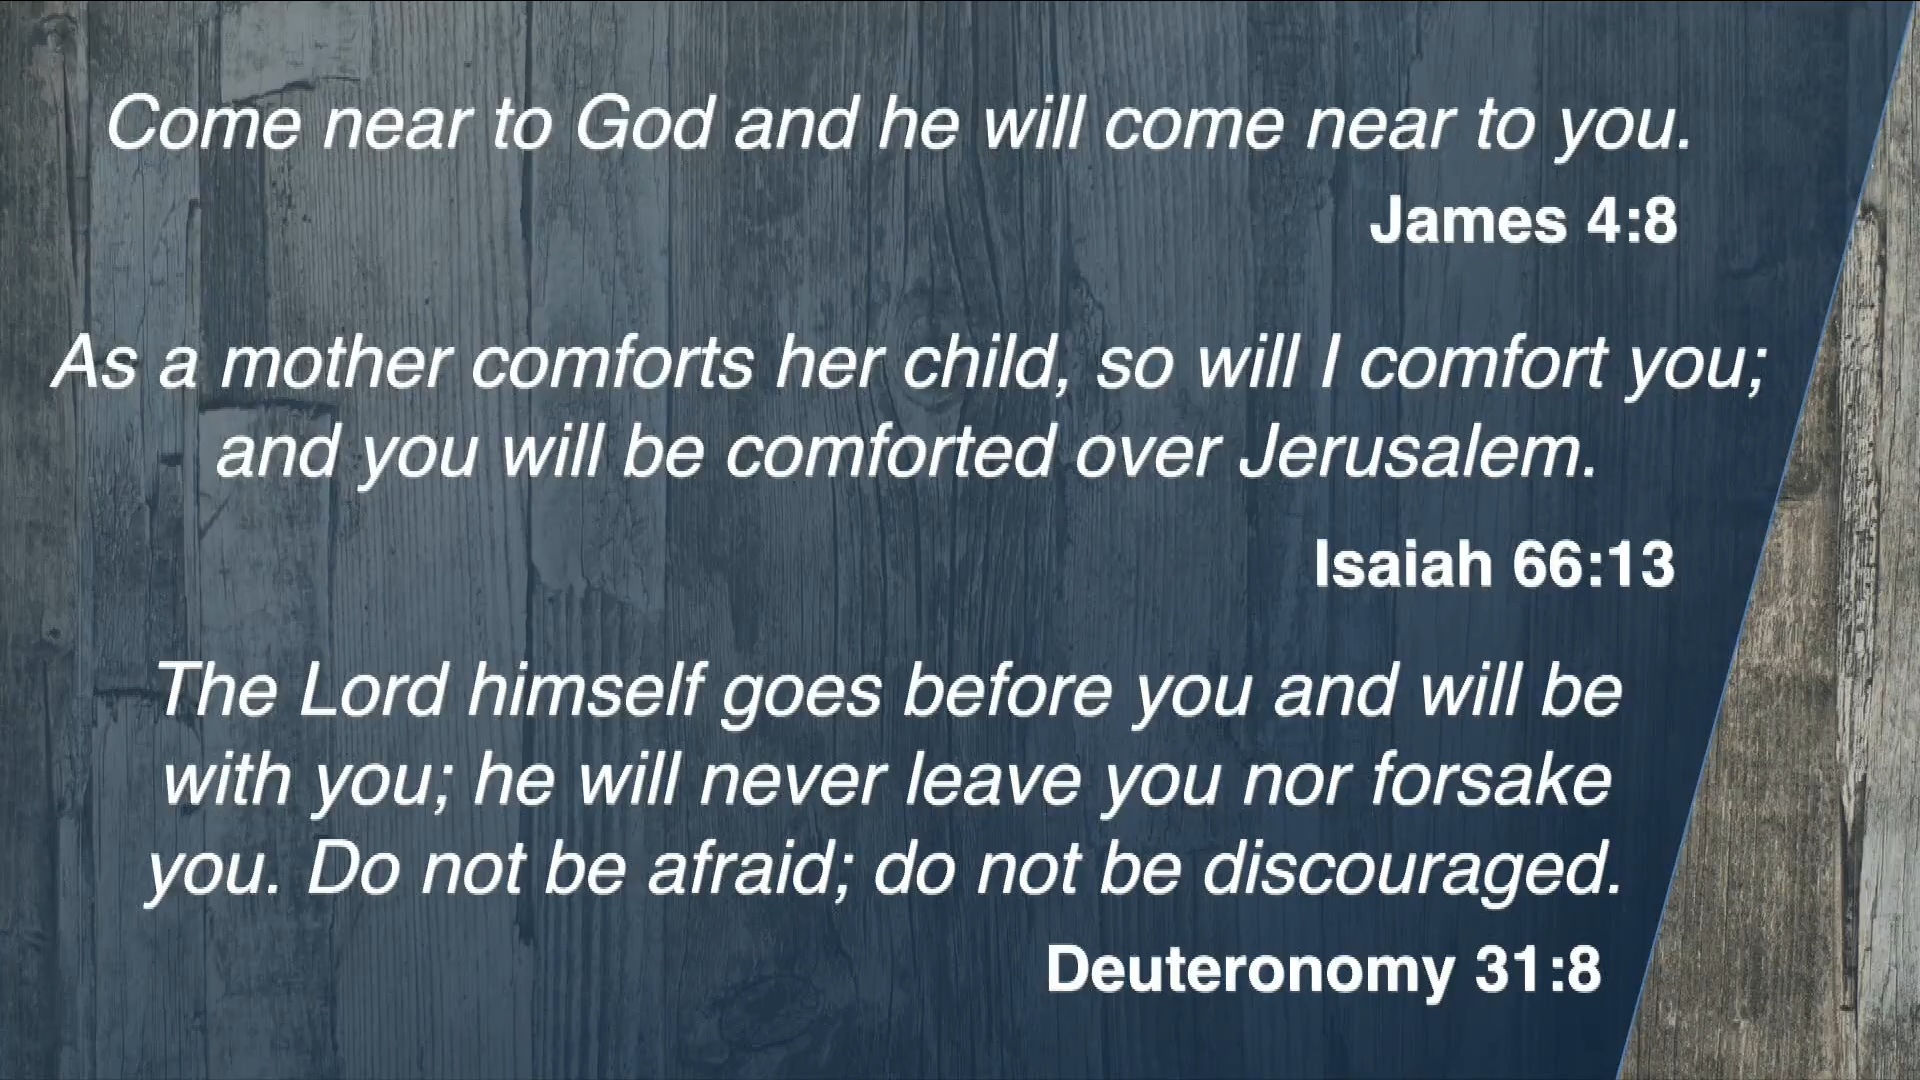 Come near to God and he will come near to you.
James 4:8
As a mother comforts her child, so will I comfort you;
and you will be comforted over Jerusalem.
Isaiah 66:13
The Lord himself goes before you and will be
with you; he will never leave you nor forsake
you. Do not be afraid; do not be discouraged.
Deuteronomy 31:8